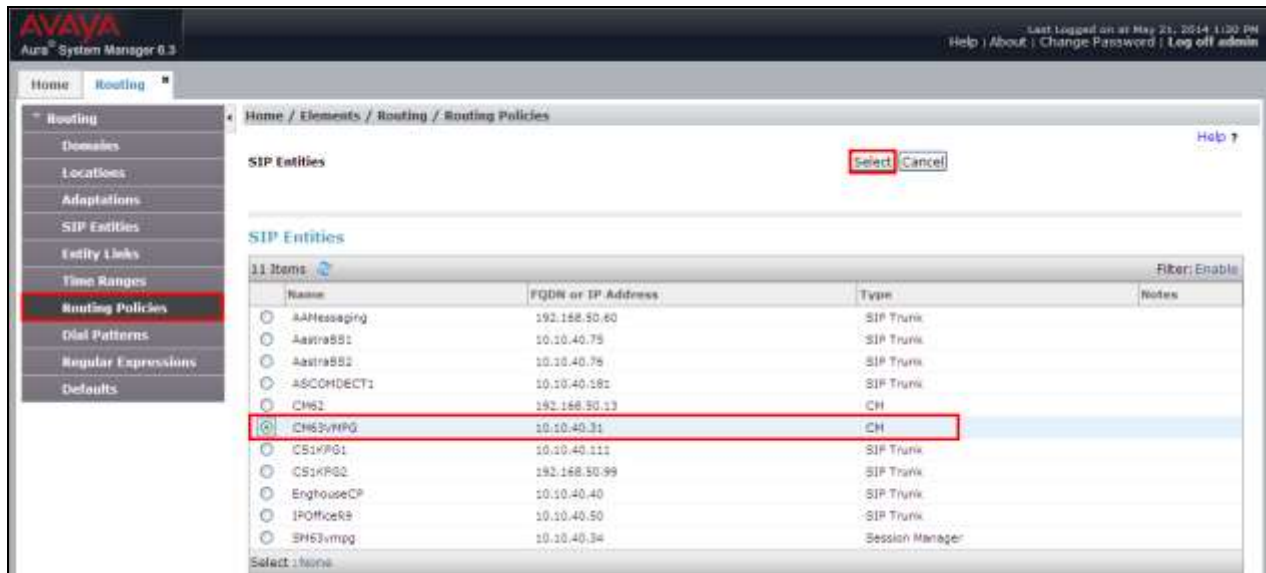 AVAYA
Aura® System Manager 6.3
Last Logged on at May 21, 2014 1:30 PM
Help | About | Change Password | Log off admin
Home Routing
Routing
Domains
Locations
Adaptations
SIP Entities
Entity Links
Time Ranges
Routing Policies
Dial Patterns
Regular Expressions
Defaults
Home / Elements / Routing / Routing Policies
Help ?
SIP Entities Select Cancel
SIP Entities
11 Items Filter: Enable
Name FQDN or IP Address Type Notes
AAMessaging 192.168.50.60 SIP Trunk
AastraBS1 10.10.40.75 SIP Trunk
AastraBS2 10.10.40.76 SIP Trunk
ASCOMDECT1 10.10.40.181 SIP Trunk
CM62 192.168.50.13 CM
CM63VMPG 10.10.40.31 CM
CS1KPG1 10.10.40.111 SIP Trunk
CS1KPG2 192.168.50.99 SIP Trunk
EnghouseCP 10.10.40.40 SIP Trunk
IPOfficeR9 10.10.40.50 SIP Trunk
SM63vmpg 10.10.40.34 Session Manager
Select : None